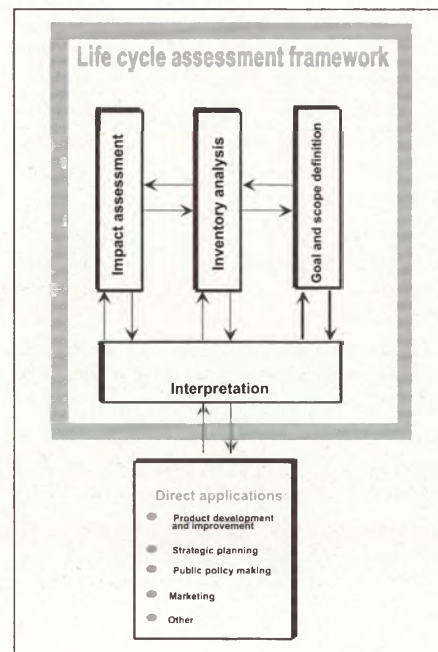 Life cycle assessment framework
Impact assessment
Inventory analysis
Goal and scope definition
Interpretation
Direct applications:
Product development
and improvement
Strategic planning
Public policy making
Marketing
Other